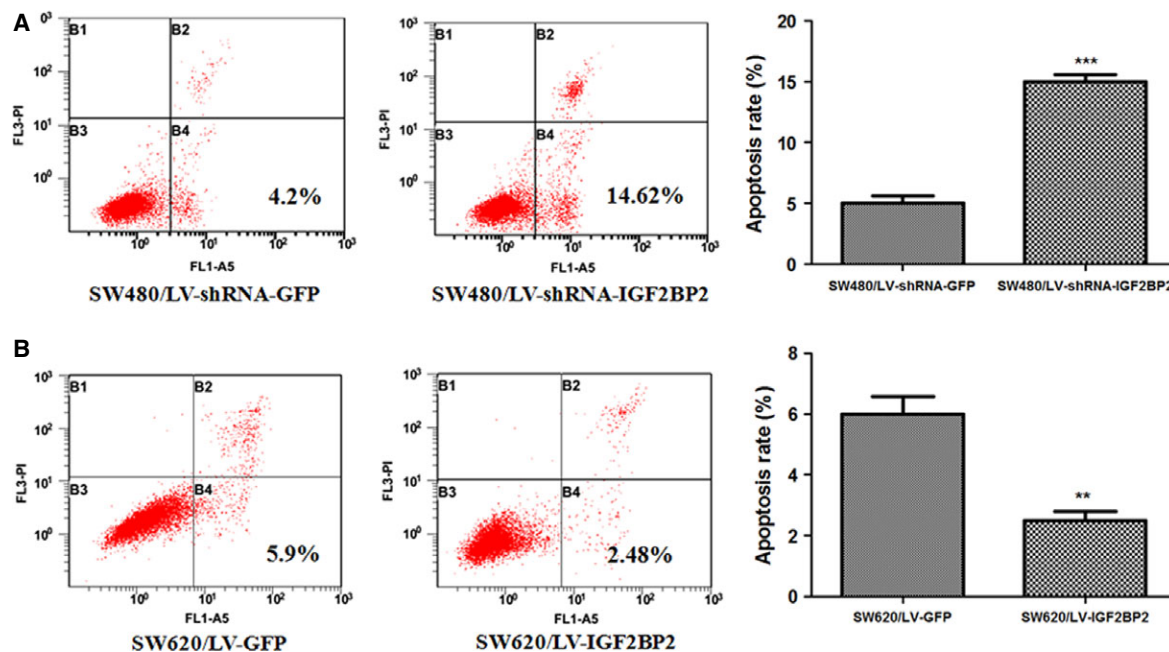 A
B1 B2
B3 B4
0³
10²
10¹
10⁰
FL3-PI
4.2%
10⁰ 10¹ 10² 10³
FL1-A5
SW480/LV-shRNA-GFP
B1 B2
B3 B4
10³
10²
10¹
10⁰
FL3-PI
14.62%
10⁰ 10¹ 10² 10³
FL1-A5
SW480/LV-shRNA-IGF2BP2
Apoptosis rate (%)
20
15
10
5
0
***
SW480/LV-shRNA-GFP SW480/LV-shRNA-IGF2BP2
B
B1 B2
B3 B4
10³
10²
10¹
10⁰
FL3-PI
5.9%
10⁰ 10¹ 10² 10³
FL1-A5
SW620/LV-GFP
B1 B2
B3 B4
10³
10²
10¹
10⁰
FL3-PI
2.48%
10⁰ 10¹ 10² 10³
FL1-A5
SW620/LV-IGF2BP2
Apoptosis rate (%)
8
6
4
2
0
**
SW620/LV-GFP SW620/LV-IGF2BP2